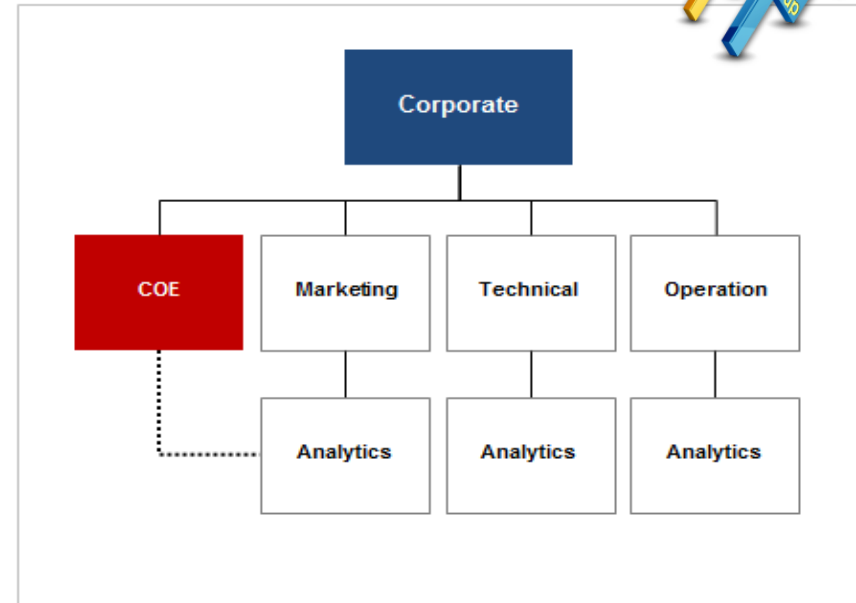 Corporate
COE
Marketing
Technical
Operation
Analytics
Analytics
Analytics